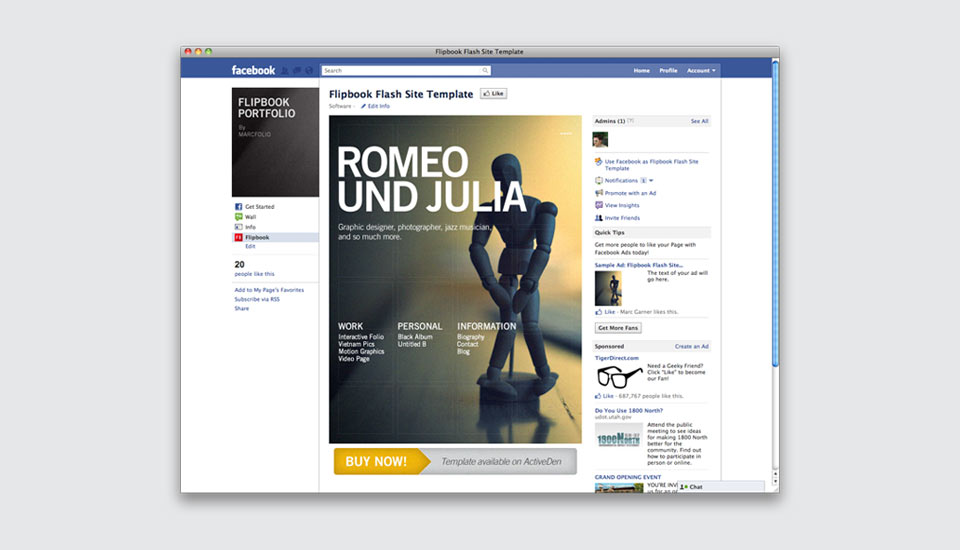 Flipbook Flash Site Template
facebook
Search
Home Profile Account
FLIPBOOK
PORTFOLIO
By
MARCFOLIO
Get Started
Wall
Info
Flipbook
Edit
20
people like this
Add to My Page's Favorites
Subscribe via RSS
Share
Flipbook Flash Site Template Like
Software - Edit Info
ROMEO
UND JULIA
Graphic designer, photographer, jazz musician,
and so much more.
WORK
Interactive Folio
Vietnam Pics
Motion Graphics
Video Page
PERSONAL
Black Album
Untitled B
INFORMATION
Biography
Contact
Blog
BUY NOW! Template available on ActiveDen
Admins (1) [?] See All
Use Facebook as Flipbook Flash Site
Template
Notifications 1
Promote with an Ad
View Insights
Invite Friends
Quick Tips
Get more people to like your Page with
Facebook Ads today!
Sample Ad: Flipbook Flash Site...
The text of your ad will
go here.
Like · Marc Garner likes this.
Get More Fans
Sponsored Create an Ad
TigerDirect.com
Need a Geeky Friend?
Click "Like" to become
our Fan!
Like · 687,767 people like this.
Do You Use 1800 North?
udot.utah.gov
1800North
Attend the public
meeting to see ideas
for making 1800 North
better for the
community. Find out
how to participate in
person or online.
GRAND OPENING EVENT
YOU'RE INVI
us for an o
Chat